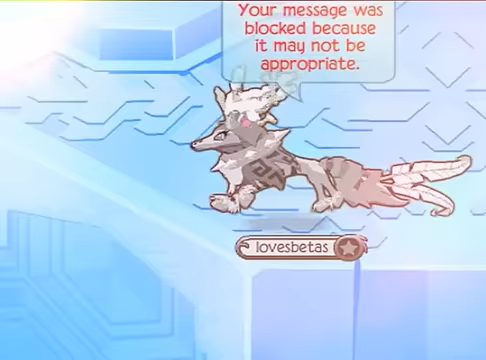 Your message was
blocked because
it may not be
appropriate.
lovesbetas